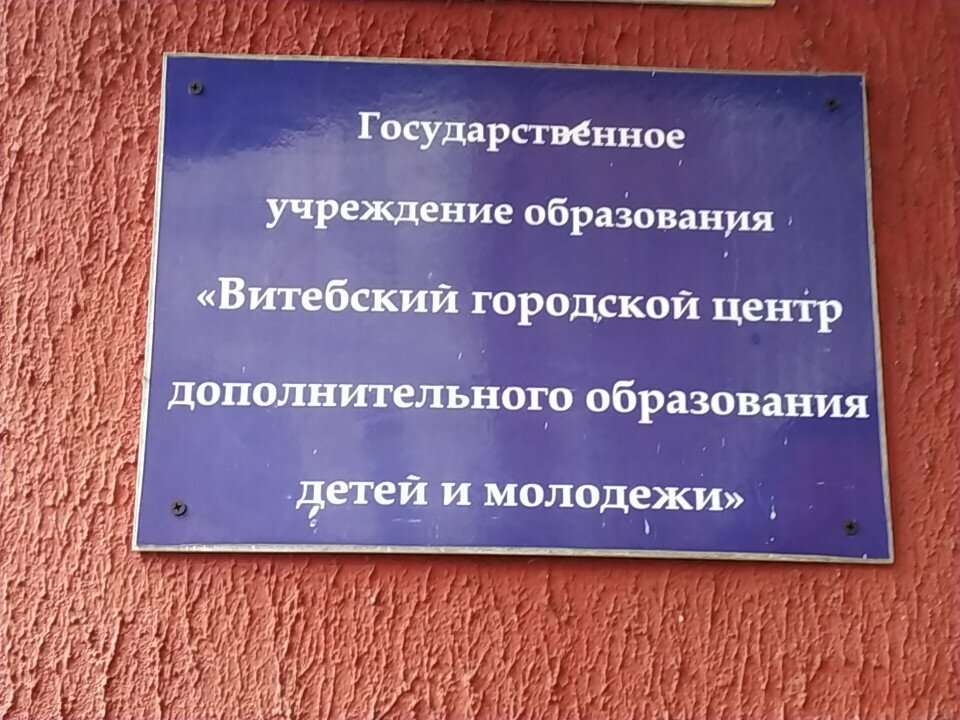 Государственное
учреждение образования
«Витебский городской центр
дополнительного образования
детей и молодежи»